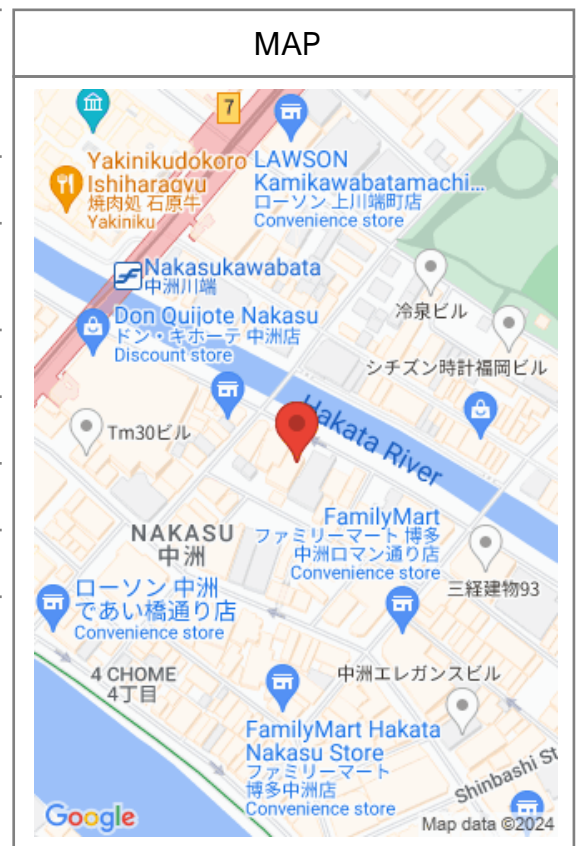 MAP
7
Yakinikudokoro
Ishiharagyu
焼肉処 石原牛
Yakiniku
LAWSON
Kamikawabatamachi...
ローソン 上川端町店
Convenience store
Nakasukawabata
中洲川端
冷泉ビル
Don Quijote Nakasu
ドン・キホーテ 中洲店
Discount store
シチズン時計福岡ビル
Hakata River
Tm30ビル
NAKASU
中洲
FamilyMart
ファミリーマート 博多
中洲ロマン通り店
Convenience store
三経建物93
ローソン 中洲
であい橋通り店
Convenience store
4 CHOME
4丁目
中洲エレガンスビル
FamilyMart Hakata
Nakasu Store
ファミリーマート
博多中洲店
Convenience store
Shinbashi St
Google
Map data ©2024